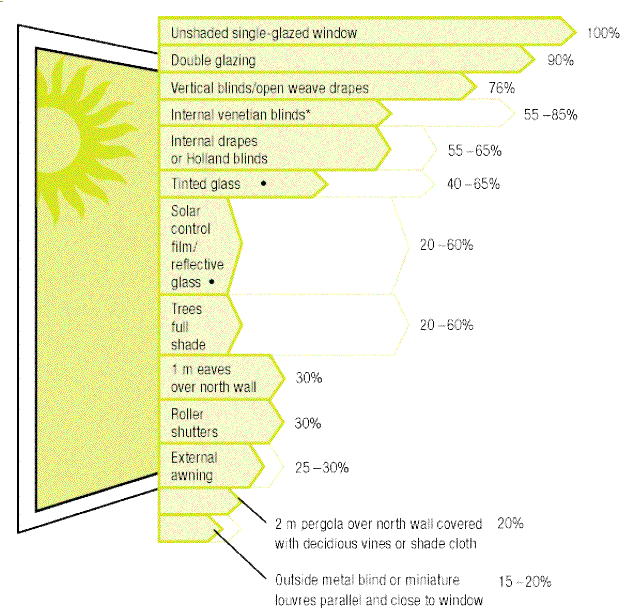 Unshaded single-glazed window 100%
Double glazing 90%
Vertical blinds/open weave drapes 76%
Internal venetian blinds* 55 –85%
Internal drapes
or Holland blinds 55 –65%
Tinted glass • 40 –65%
Solar
control
film/
reflective
glass • 20 –60%
Trees
full
shade 20 –60%
1 m eaves
over north wall 30%
Roller
shutters 30%
External
awning 25 –30%
2 m pergola over north wall covered 20%
with decidious vines or shade cloth
Outside metal blind or miniature 15 –20%
louvres parallel and close to window